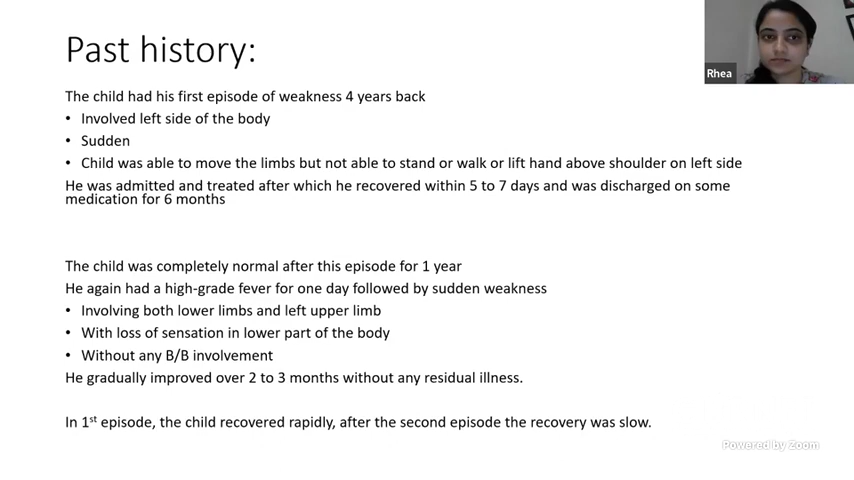 Past history:
Rhea
The child had his first episode of weakness 4 years back
• Involved left side of the body
• Sudden
• Child was able to move the limbs but not able to stand or walk or lift hand above shoulder on left side
He was admitted and treated after which he recovered within 5 to 7 days and was discharged on some
medication for 6 months
The child was completely normal after this episode for 1 year
He again had a high-grade fever for one day followed by sudden weakness
• Involving both lower limbs and left upper limb
• With loss of sensation in lower part of the body
• Without any B/B involvement
He gradually improved over 2 to 3 months without any residual illness.
In 1st episode, the child recovered rapidly, after the second episode the recovery was slow.
Powered by Zoom